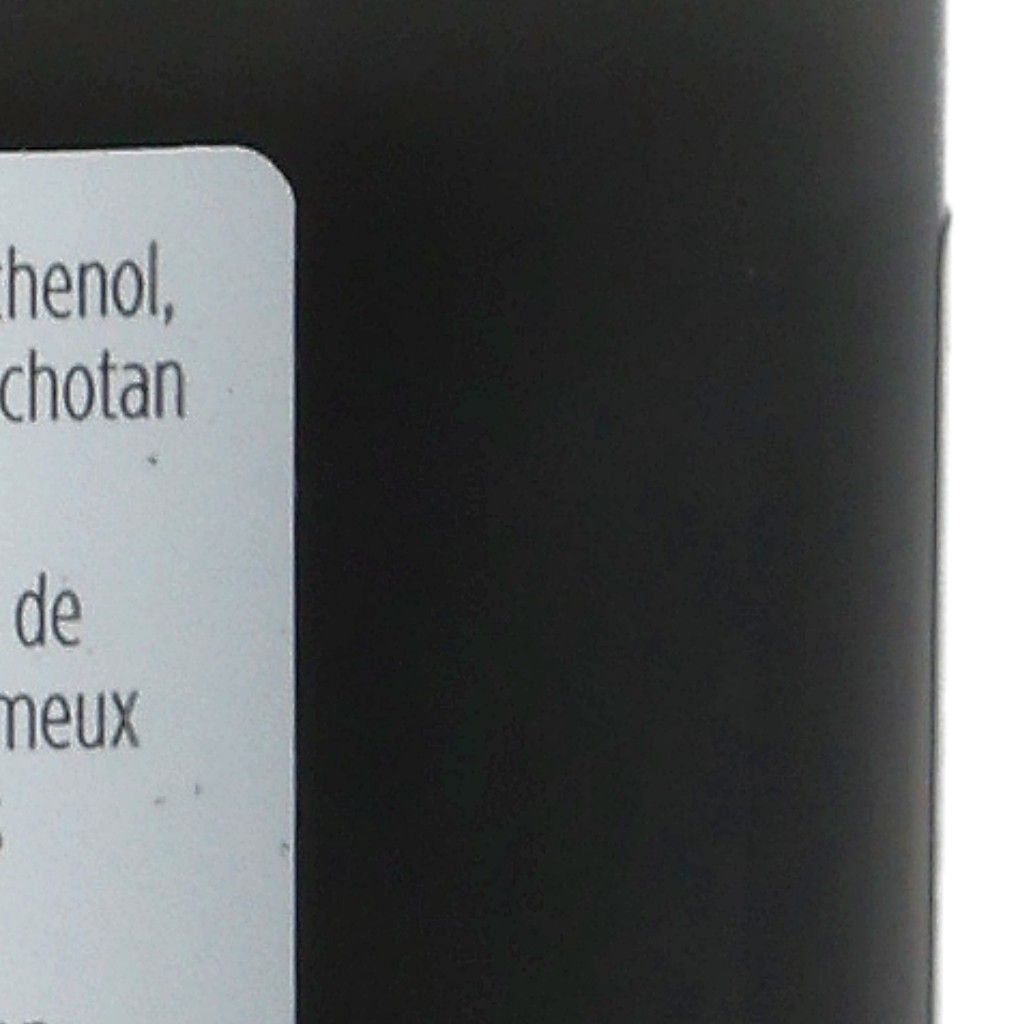 thenol,
chotan
de
meux